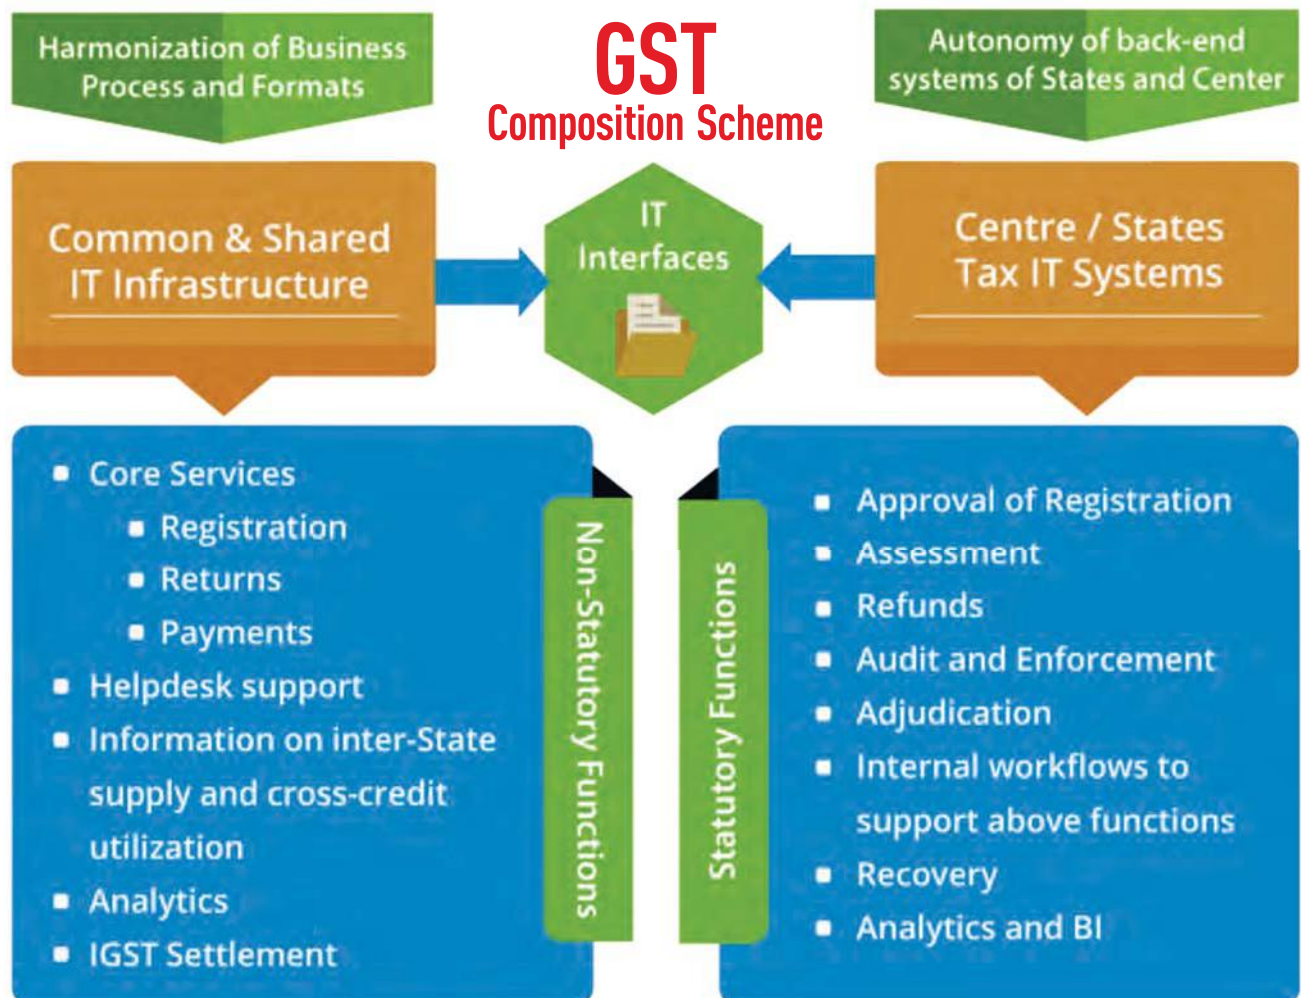 Harmonization of Business
Process and Formats
GST
Composition Scheme
Autonomy of back-end
systems of States and Center
Common & Shared
IT Infrastructure
IT
Interfaces
Centre / States
Tax IT Systems
Core Services
Registration
Returns
Payments
Helpdesk support
Information on inter-State
supply and cross-credit
utilization
Analytics
IGST Settlement
Non-Statutory Functions
Statutory Functions
Approval of Registration
Assessment
Refunds
Audit and Enforcement
Adjudication
Internal workflows to
support above functions
Recovery
Analytics and BI